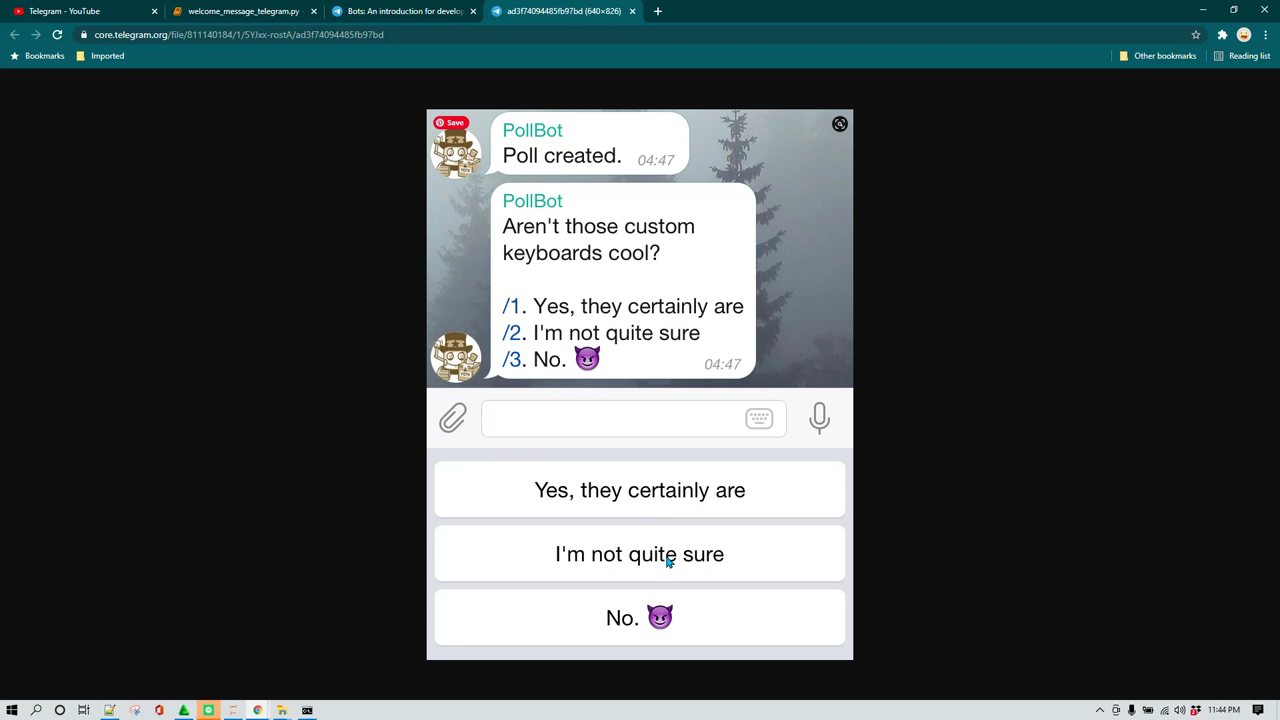 Telegram - YouTube
welcome_message_telegram.py -
Bots: An introduction for develo
ad3f74094485fb97bd (640×826)
core.telegram.org/file/811140184/1/5YJxx-rostA/ad3f74094485fb97bd
Bookmarks
Imported
Other bookmarks
Reading list
Save
PollBot
Poll created.
04:47
PollBot
Aren't those custom
keyboards cool?
/1. Yes, they certainly are
/2. I'm not quite sure
/3. No. 😈
04:47
Yes, they certainly are
I'm not quite sure
No. 😈
11:44 PM